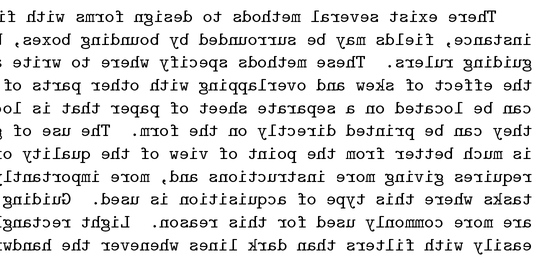 There exist several methods to design forms with fi
instance, fields may be surrounded by bounding boxes,
guiding rulers. These methods specify where to write
the effect of skew and overlapping with other parts of
can be located on a separate sheet of paper that is loc
they can be printed directly on the form. The use of
is much better from the point of view of the quality o
requires giving more instructions and, more importantly
tasks where this type of acquisition is used. Guiding
are more commonly used for this reason. Light rectangl
easily with filters than dark lines whenever the handw